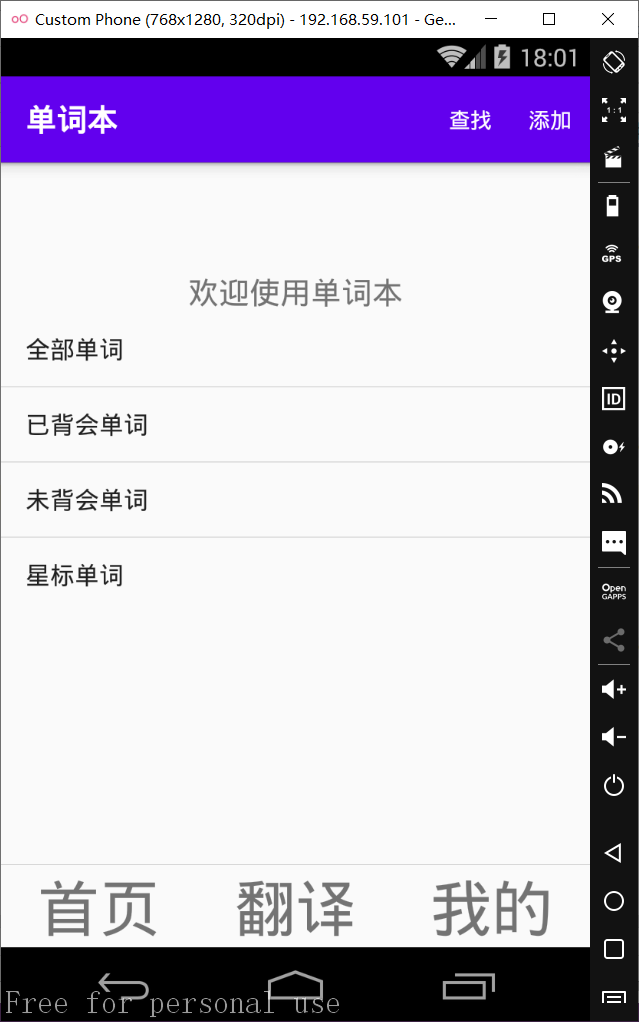 Custom Phone (768x1280, 320dpi) - 192.168.59.101 - Ge...
18:01
单词本 查找 添加
1:1
GPS
欢迎使用单词本
全部单词
已背会单词
ID
未背会单词
星标单词
Open
GAPPS
首页 翻译 我的
Free for personal use